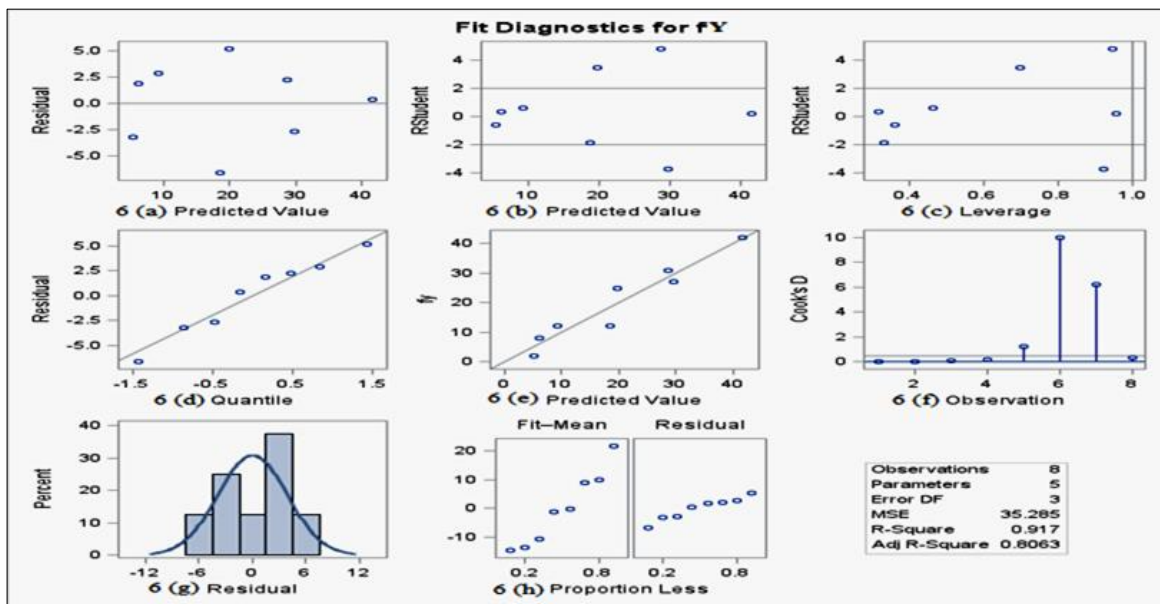 Fit Diagnostics for fY
Residual
5.0
2.5
0.0
-2.5
-5.0
10 20 30 40
6 (a) Predicted Value
RStudent
4
2
0
-2
-4
10 20 30 40
6 (b) Predicted Value
RStudent
4
2
0
-2
-4
0.4 0.6 0.8 1.0
6 (c) Leverage
Residual
5.0
2.5
0.0
-2.5
-5.0
-1.5 -0.5 0.5 1.5
6 (d) Quantile
fy
40
30
20
10
0
0 10 20 30 40
6 (e) Predicted Value
Cook's D
10
8
6
4
2
0
2 4 6 8
6 (f) Observation
Percent
40
30
20
10
0
-12 -6 0 6 12
6 (g) Residual
Fit–Mean Residual
20
10
0
-10
0.2 0.8 0.2 0.8
6 (h) Proportion Less
Observations 8
Parameters 5
Error DF 3
MSE 35.285
R-Square 0.917
Adj R-Square 0.8063